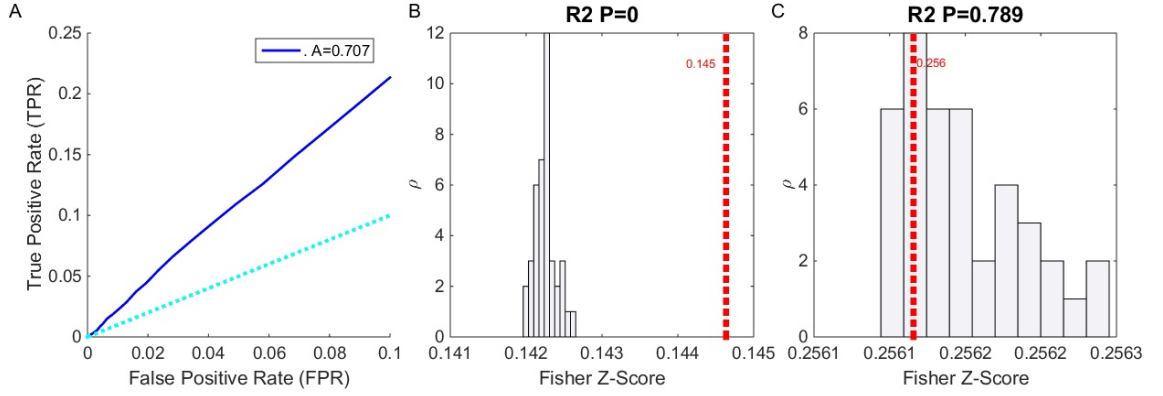 A
0.25
0.2
0.15
0.1
0.05
0
True Positive Rate (TPR)
. A=0.707
0 0.02 0.04 0.06 0.08 0.1
False Positive Rate (FPR)
B
R2 P=0
12
10
8
6
4
2
0
ρ
0.145
0.141 0.142 0.143 0.144 0.145
Fisher Z-Score
C
R2 P=0.789
8
6
4
2
0
ρ
0.256
0.2561 0.2561 0.2562 0.2562 0.2563
Fisher Z-Score